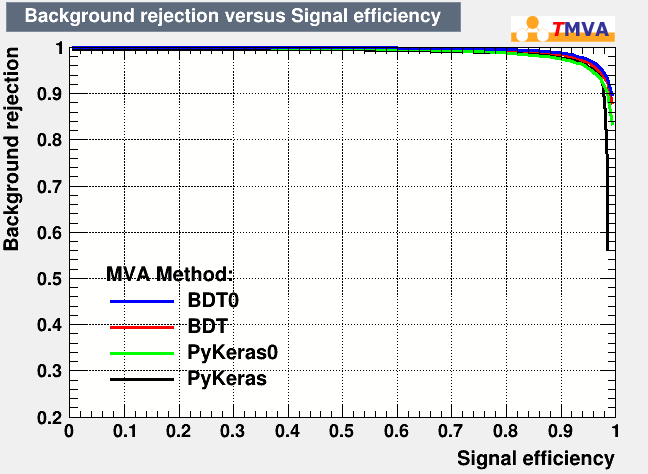 Background rejection versus Signal efficiency
TMVA
Background rejection
1
0.9
0.8
0.7
0.6
0.5
0.4
0.3
0.2
MVA Method:
BDT0
BDT
PyKeras0
PyKeras
0 0.1 0.2 0.3 0.4 0.5 0.6 0.7 0.8 0.9 1
Signal efficiency